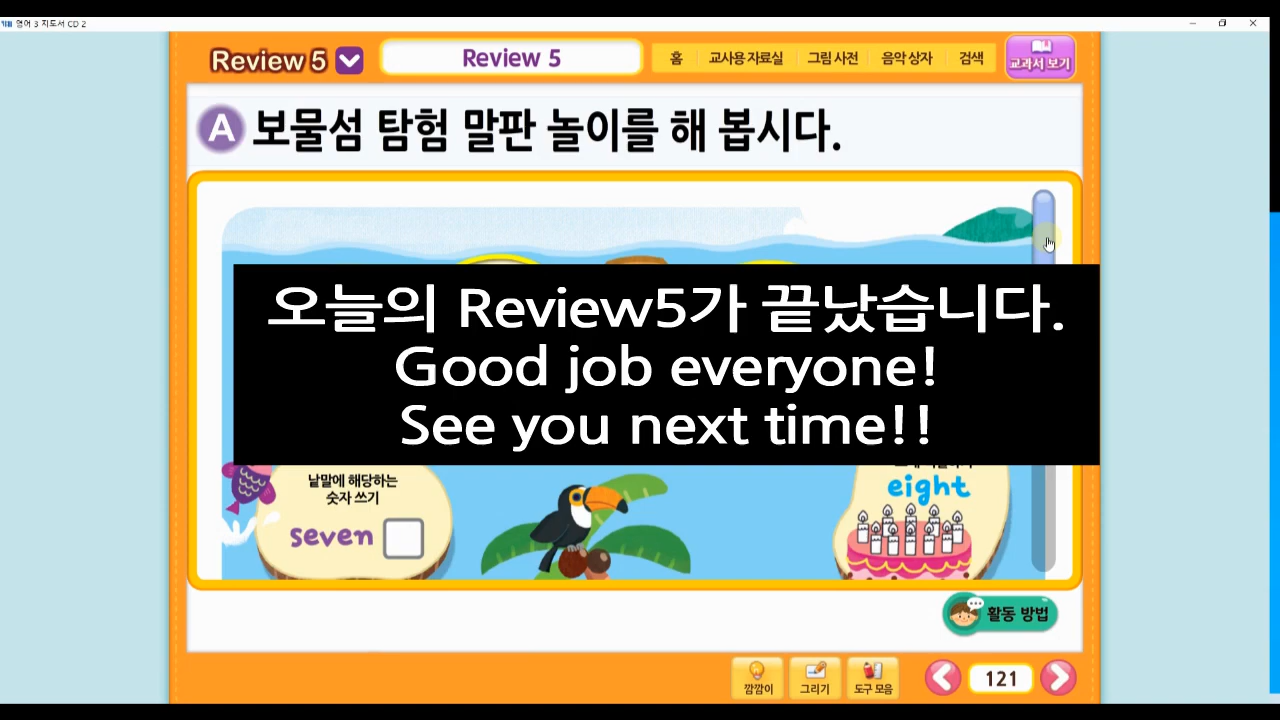 영어 3 지도서 CD 2
Review 5
Review 5
홈 교사용 자료실 그림 사전 음악 상자 검색
교과서 보기
A 보물섬 탐험 말판 놀이를 해 봅시다.
오늘의 Review5가 끝났습니다.
Good job everyone!
See you next time!!
낱말에 해당하는
숫자 쓰기
seven
eight
활동 방법
깜깜이 그리기 도구 모음
121